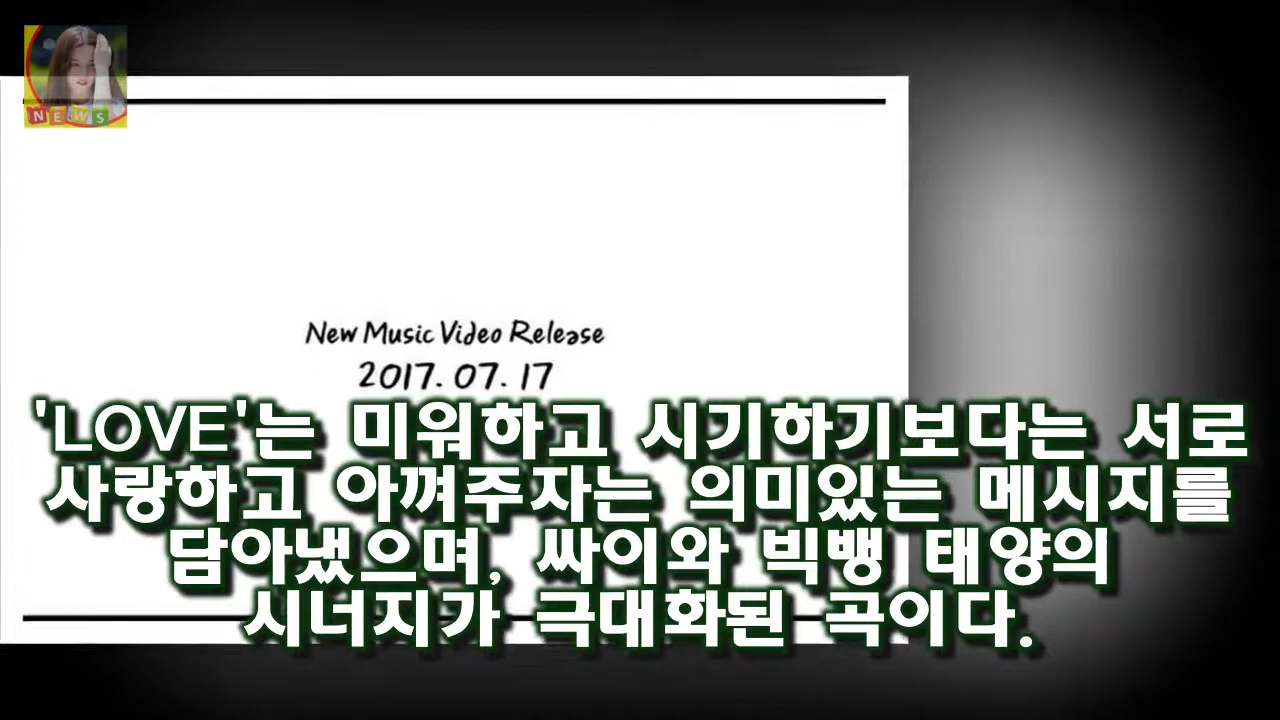 NEWS
New Music Video Release
2017. 07. 17
'LOVE'는 미워하고 시기하기보다는 서로
사랑하고 아껴주자는 의미있는 메시지를
담아냈으며, 싸이와 빅뱅 태양의
시너지가 극대화된 곡이다.